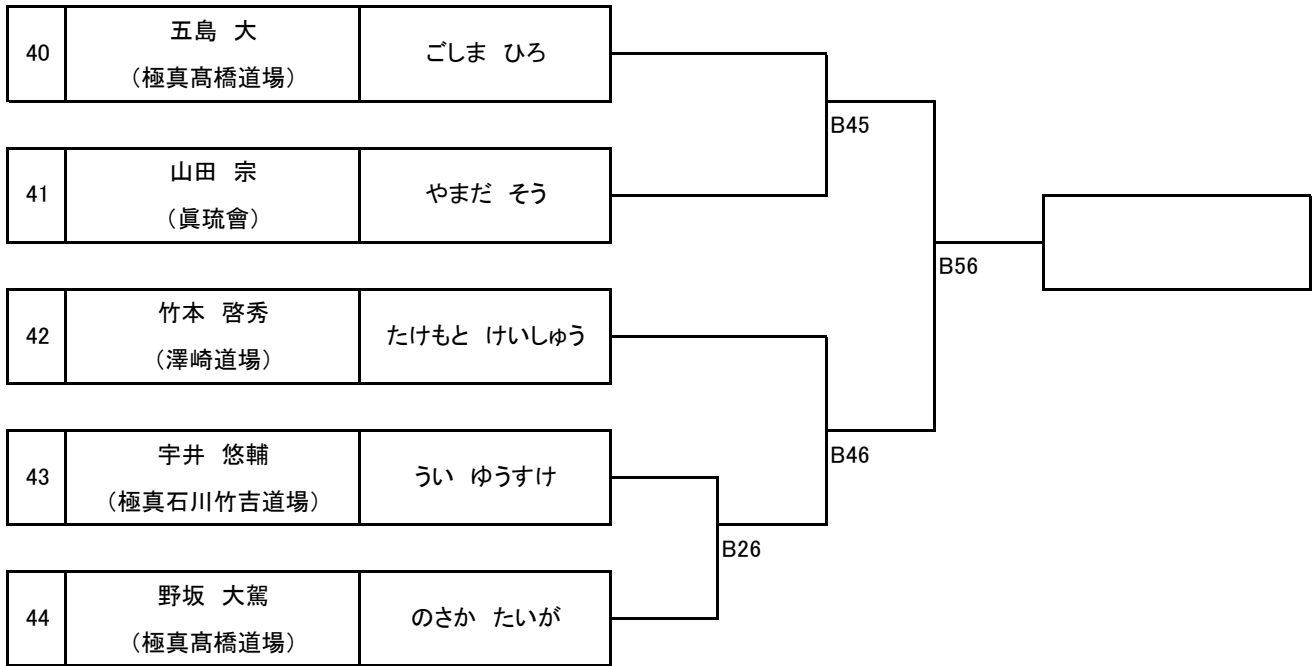 40
五島 大
（極真髙橋道場）
ごしま ひろ
B45
41
山田 宗
（眞琉會）
やまだ そう
B56
42
竹本 啓秀
（澤崎道場）
たけもと けいしゅう
43
宇井 悠輔
（極真石川竹吉道場）
うい ゆうすけ
B46
B26
44
野坂 大駕
（極真髙橋道場）
のさか たいが